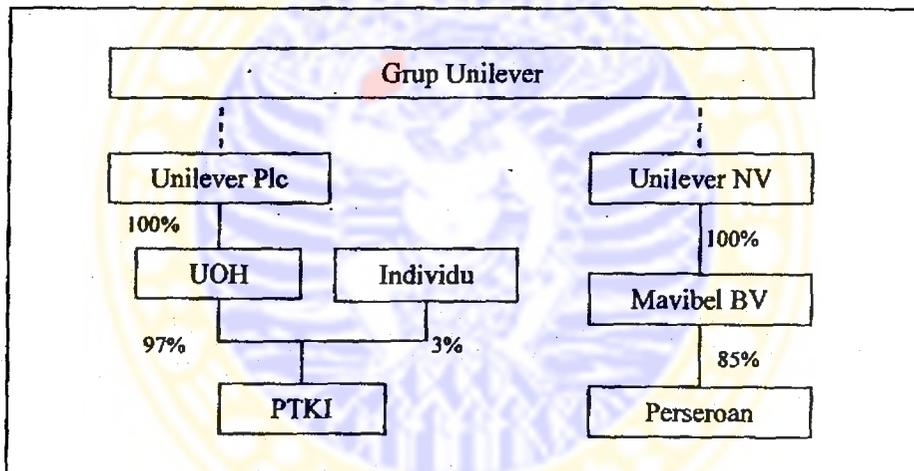 Grup Unilever
Unilever Plc
Unilever NV
100%
100%
UOH
Individu
Mavibel BV
97%
3%
85%
PTKI
Perseroan